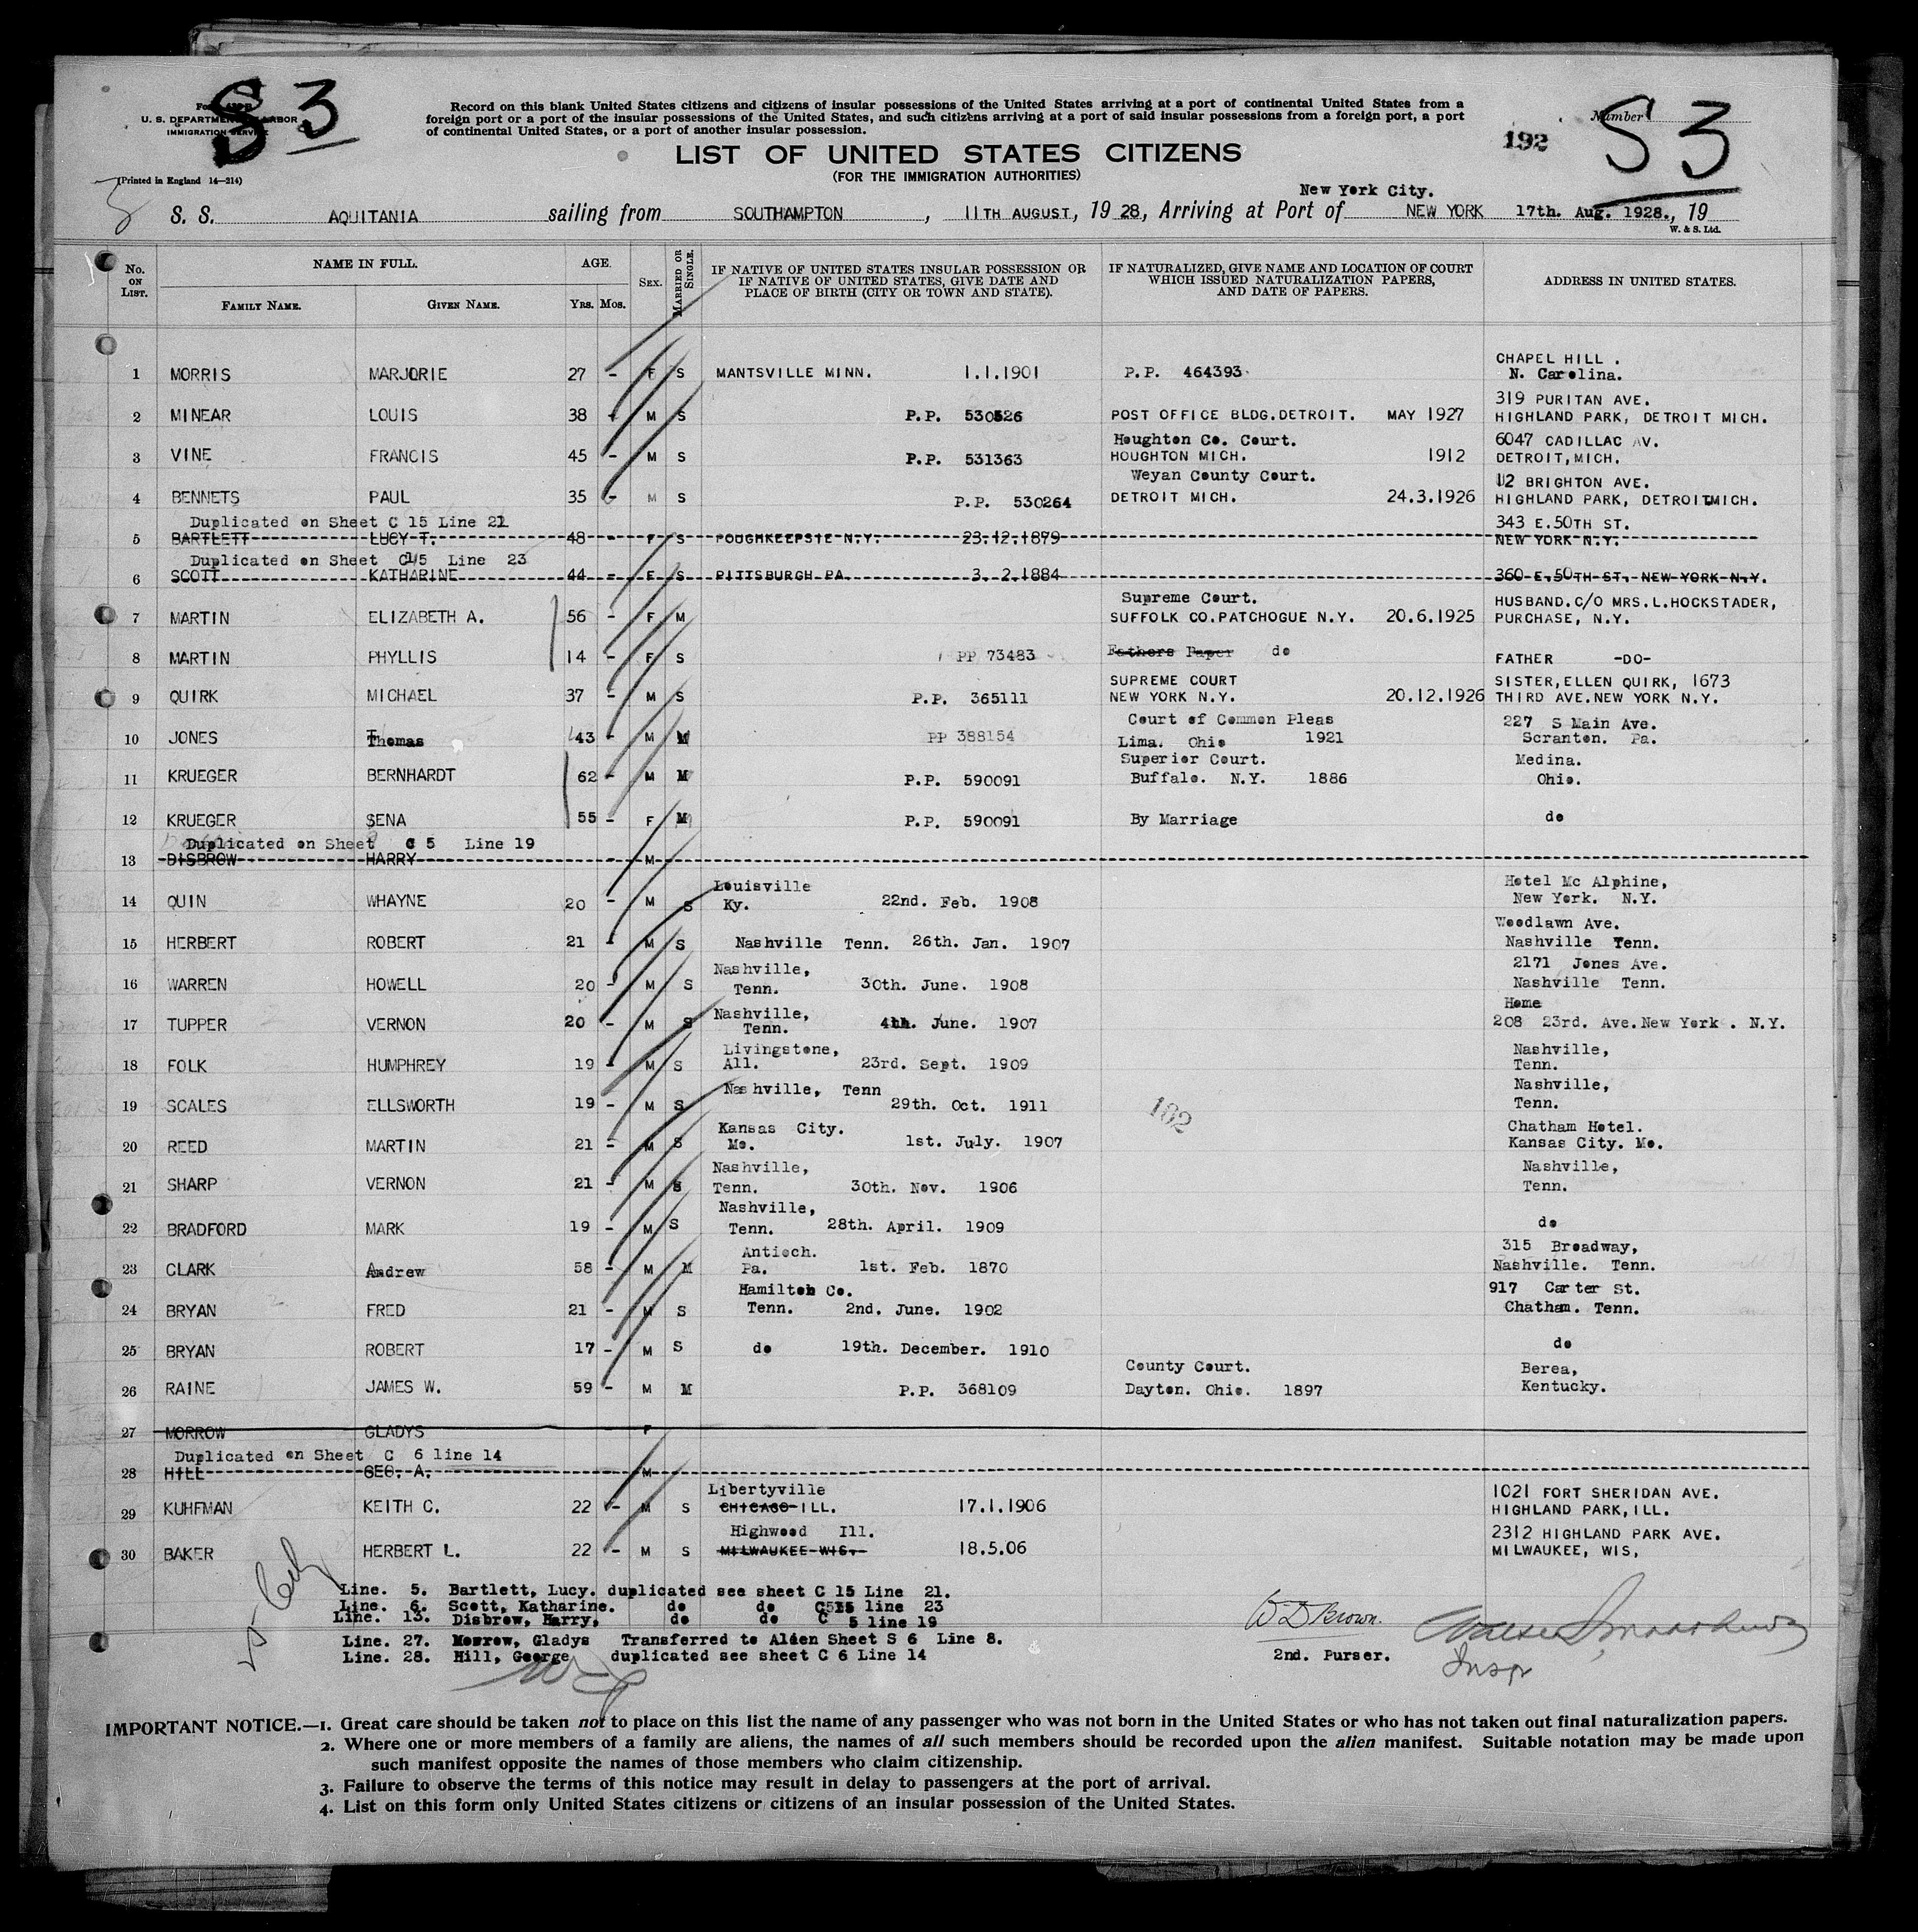 S 3
Form 630 B
U. S. DEPARTMENT OF LABOR
IMMIGRATION SERVICE
(Printed in England 14—214)
3
Record on this blank United States citizens and citizens of insular possessions of the United States arriving at a port of continental United States from a
foreign port or a port of the insular possessions of the United States, and such citizens arriving at a port of said insular possessions from a foreign port, a port
of continental United States, or a port of another insular possession.
LIST OF UNITED STATES CITIZENS
(FOR THE IMMIGRATION AUTHORITIES)
192
Number S 3
New York City.
S. S. AQUITANIA sailing from SOUTHAMPTON, 11TH AUGUST, 19 28, Arriving at Port of NEW YORK 17th. Aug. 1928., 19
W. & S. Ltd.
No. ON LIST. NAME IN FULL. AGE. SEX. MARRIED OR SINGLE. IF NATIVE OF UNITED STATES INSULAR POSSESSION OR IF NATIVE OF UNITED STATES, GIVE DATE AND PLACE OF BIRTH (CITY OR TOWN AND STATE). IF NATURALIZED, GIVE NAME AND LOCATION OF COURT WHICH ISSUED NATURALIZATION PAPERS, AND DATE OF PAPERS. ADDRESS IN UNITED STATES.
FAMILY NAME. GIVEN NAME. Yrs. Mos.
CHAPEL HILL .
1 MORRIS MARJORIE 27 - F S MANTSVILLE MINN. 1.1.1901 P.P. 464393 N. Carolina.
319 PURITAN AVE.
2 MINEAR LOUIS 38 - M S P.P. 530526 POST OFFICE BLDG.DETROIT. MAY 1927 HIGHLAND PARK, DETROIT MICH.
Houghton Co. Court. 6047 CADILLAC AV.
3 VINE FRANCIS 45 - M S P.P. 531363 HOUGHTON MICH. 1912 DETROIT, MICH.
Weyan County Court. 112 BRIGHTON AVE.
4 BENNETS PAUL 35 - M S P.P. 530264 DETROIT MICH. 24.3.1926 HIGHLAND PARK, DETROIT MICH.
Duplicated on Sheet C 15 Line 21 343 E.50TH ST.
5 BARTLETT LUCY T. 48 - F S POUGHKEEPSIE N.Y. 23.12.1879 NEW YORK N.Y.
Duplicated on Sheet C 15 Line 23
6 SCOTT KATHARINE 44 - F S PITTSBURGH PA 3. 2.1884 360 E.50TH ST. NEW YORK N.Y.
Supreme Court. HUSBAND.C/O MRS.L.HOCKSTADER,
7 MARTIN ELIZABETH A. 56 - F M SUFFOLK CO.PATCHOGUE N.Y. 20.6.1925 PURCHASE, N.Y.
8 MARTIN PHYLLIS 14 - F S PP 73483 Fathers Paper do FATHER -DO-
SUPREME COURT SISTER, ELLEN QUIRK, 1673
9 QUIRK MICHAEL 37 - M S P.P. 365111 NEW YORK N.Y. 20.12.1926 THIRD AVE.NEW YORK N.Y.
Court of Common Pleas 227 S Main Ave.
10 JONES Thomas 43 - M M PP 388154 Lima. Ohio 1921 Scranton. Pa.
Superior Court. Medina.
11 KRUEGER BERNHARDT 62 - M M P.P. 590091 Buffalo. N.Y. 1886 Ohio.
12 KRUEGER SENA 55 - F M P.P. 590091 By Marriage do
Duplicated on Sheet C 5 Line 19
13 DISBROW HARRY - M
Louisville Hotel Mc Alphine,
14 QUIN WHAYNE 20 - M S Ky. 22nd. Feb. 1908 New York. N.Y.
Woodlawn Ave.
15 HERBERT ROBERT 21 - M S Nashville Tenn. 26th. Jan. 1907 Nashville Tenn.
Nashville, 2171 Jones Ave.
16 WARREN HOWELL 20 - M S Tenn. 30th. June. 1908 Nashville Tenn.
Nashville, Home
17 TUPPER VERNON 20 - M S Tenn. 4th. June. 1907 208 23rd. Ave.New York . N.Y.
Livingstone, Nashville,
18 FOLK HUMPHREY 19 - M S All. 23rd. Sept. 1909 Tenn.
Nashville, Tenn Nashville,
19 SCALES ELLSWORTH 19 - M S 29th. Oct. 1911 Tenn.
192
Kansas City. Chatham Hotel.
20 REED MARTIN 21 - M S Mo. 1st. July. 1907 Kansas City. Mo.
Nashville, Nashville,
21 SHARP VERNON 21 - M S Tenn. 30th. Nov. 1906 Tenn.
Nashville,
22 BRADFORD MARK 19 - M S Tenn. 28th. April. 1909 do
Antioch. 315 Broadway,
23 CLARK Andrew 58 - M M Pa. 1st. Feb. 1870 Nashville. Tenn.
Hamilton Co. 917 Carter St.
24 BRYAN FRED 21 - M S Tenn. 2nd. June. 1902 Chatham. Tenn.
25 BRYAN ROBERT 17 - M S do 19th. December. 1910 do
County Court. Berea,
26 RAINE JAMES W. 59 - M M P.P. 368109 Dayton. Ohio. 1897 Kentucky.
27 MORROW GLADYS F
Duplicated on Sheet C 6 line 14
28 HILL GEO. A. M
Libertyville 1021 FORT SHERIDAN AVE.
29 KUHFMAN KEITH C. 22 - M S CHICAGO ILL. 17.1.1906 HIGHLAND PARK, ILL.
Highwood Ill. 2312 HIGHLAND PARK AVE.
30 BAKER HERBERT L. 22 - M S MILWAUKEE WIS. 18.5.06 MILWAUKEE, WIS,
Line. 5. Bartlett, Lucy. duplicated see sheet C 15 Line 21.
Line. 6. Scott, Katharine. do do C 15 line 23
Line. 13. Disbrow, Harry, do do C 5 line 19
Line. 27. Morrow, Gladys Transferred to Alien Sheet S 6 Line 8.
Line. 28. Hill, George duplicated see sheet C 6 Line 14
W D Brown.
2nd. Purser.
Inspr
IMPORTANT NOTICE.—1. Great care should be taken not to place on this list the name of any passenger who was not born in the United States or who has not taken out final naturalization papers.
2. Where one or more members of a family are aliens, the names of all such members should be recorded upon the alien manifest. Suitable notation may be made upon
such manifest opposite the names of those members who claim citizenship.
3. Failure to observe the terms of this notice may result in delay to passengers at the port of arrival.
4. List on this form only United States citizens or citizens of an insular possession of the United States.